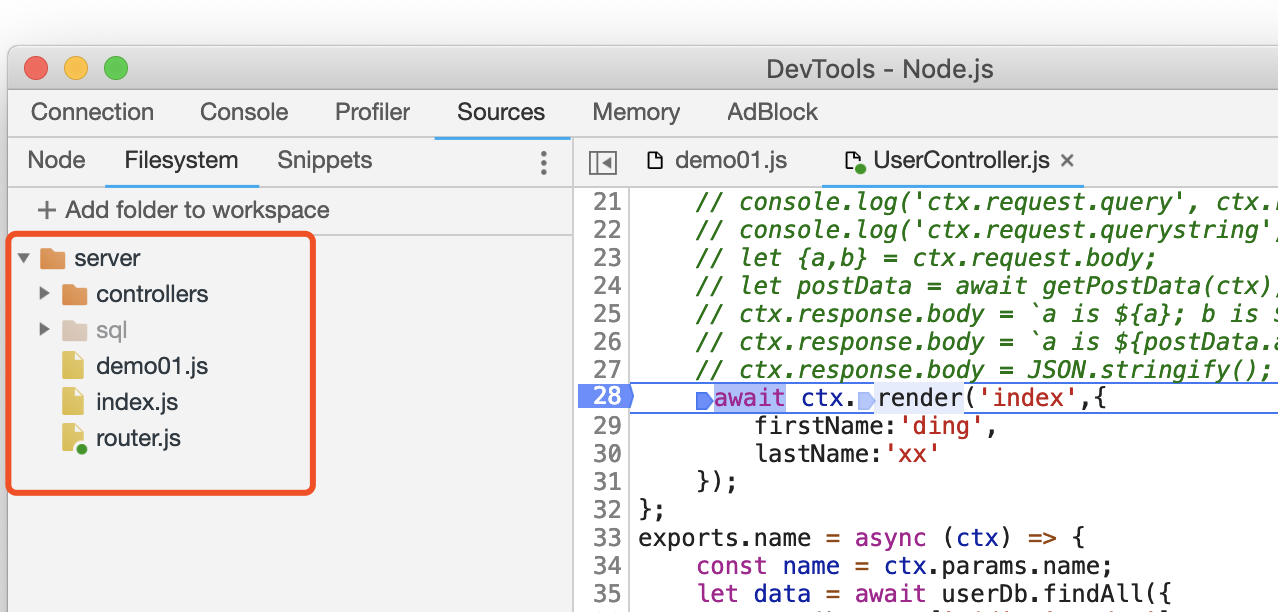 DevTools - Node.js
Connection Console Profiler Sources Memory AdBlock
Node Filesystem Snippets
demo01.js UserController.js ×
+ Add folder to workspace
server
controllers
sql
demo01.js
index.js
router.js
21 // console.log('ctx.request.query', ctx.
22 // console.log('ctx.request.querystring'
23 // let {a,b} = ctx.request.body;
24 // let postData = await getPostData(ctx)
25 // ctx.response.body = `a is ${a}; b is
26 // ctx.response.body = `a is ${postData.a
27 // ctx.response.body = JSON.stringify();
28 await ctx.render('index',{
29 firstName:'ding',
30 lastName:'xx'
31 });
32 };
33 exports.name = async (ctx) => {
34 const name = ctx.params.name;
35 let data = await userDb.findAll({